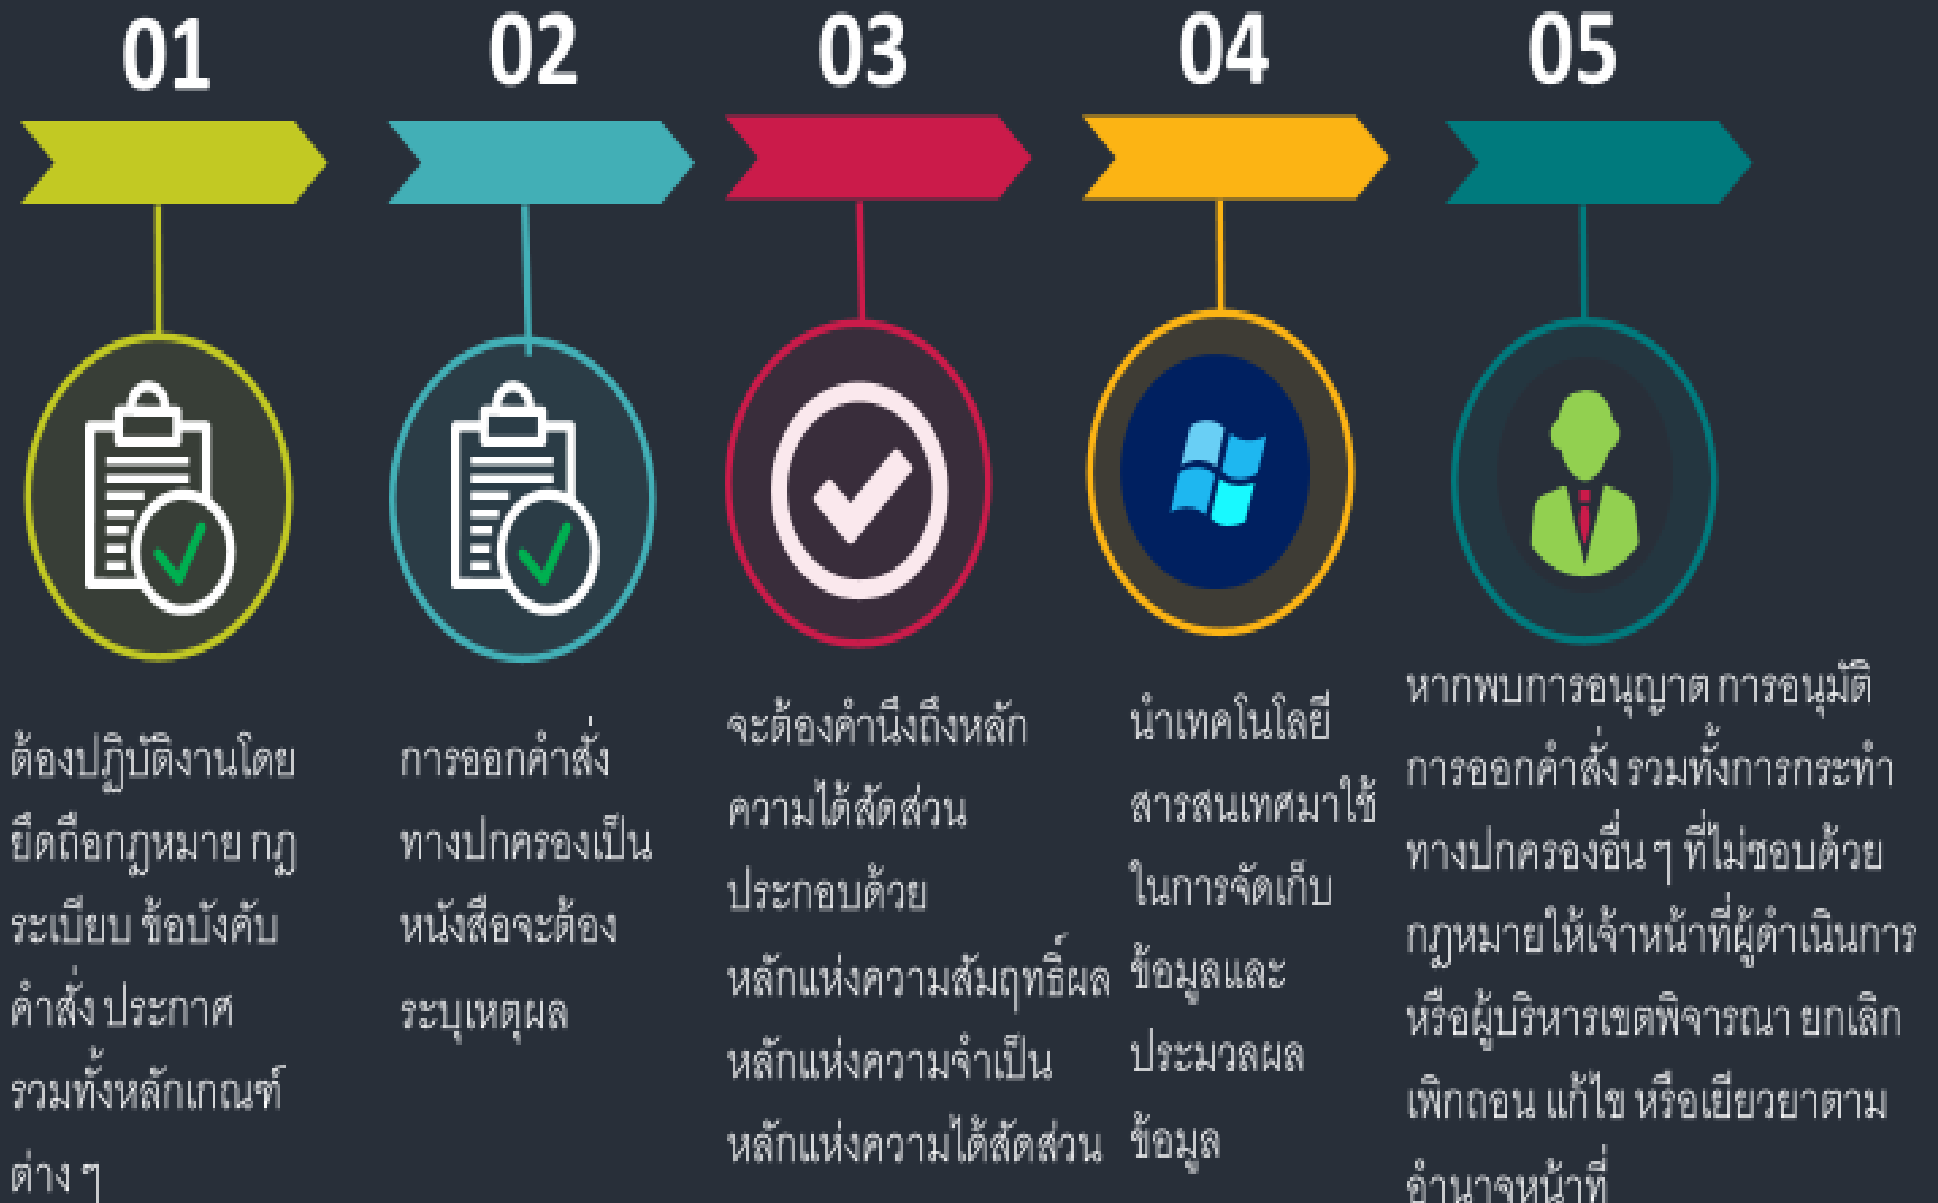 01
ต้องปฏิบัติงานโดย
ยึดถือกฎหมาย กฎ
ระเบียบ ข้อบังคับ
คำสั่ง ประกาศ
รวมทั้งหลักเกณฑ์
ต่าง ๆ
02
การออกคำสั่ง
ทางปกครองเป็น
หนังสือจะต้อง
ระบุเหตุผล
03
จะต้องคำนึงถึงหลัก
ความได้สัดส่วน
ประกอบด้วย
หลักแห่งความสัมฤทธิ์ผล
หลักแห่งความจำเป็น
หลักแห่งความได้สัดส่วน
04
นำเทคโนโลยี
สารสนเทศมาใช้
ในการจัดเก็บ
ข้อมูลและ
ประมวลผล
ข้อมูล
05
หากพบการอนุญาต การอนุมัติ
การออกคำสั่ง รวมทั้งการกระทำ
ทางปกครองอื่น ๆ ที่ไม่ชอบด้วย
กฎหมายให้เจ้าหน้าที่ผู้ดำเนินการ
หรือผู้บริหารเขตพิจารณา ยกเลิก
เพิกถอน แก้ไข หรือเยียวยาตาม
อำนาจหน้าที่